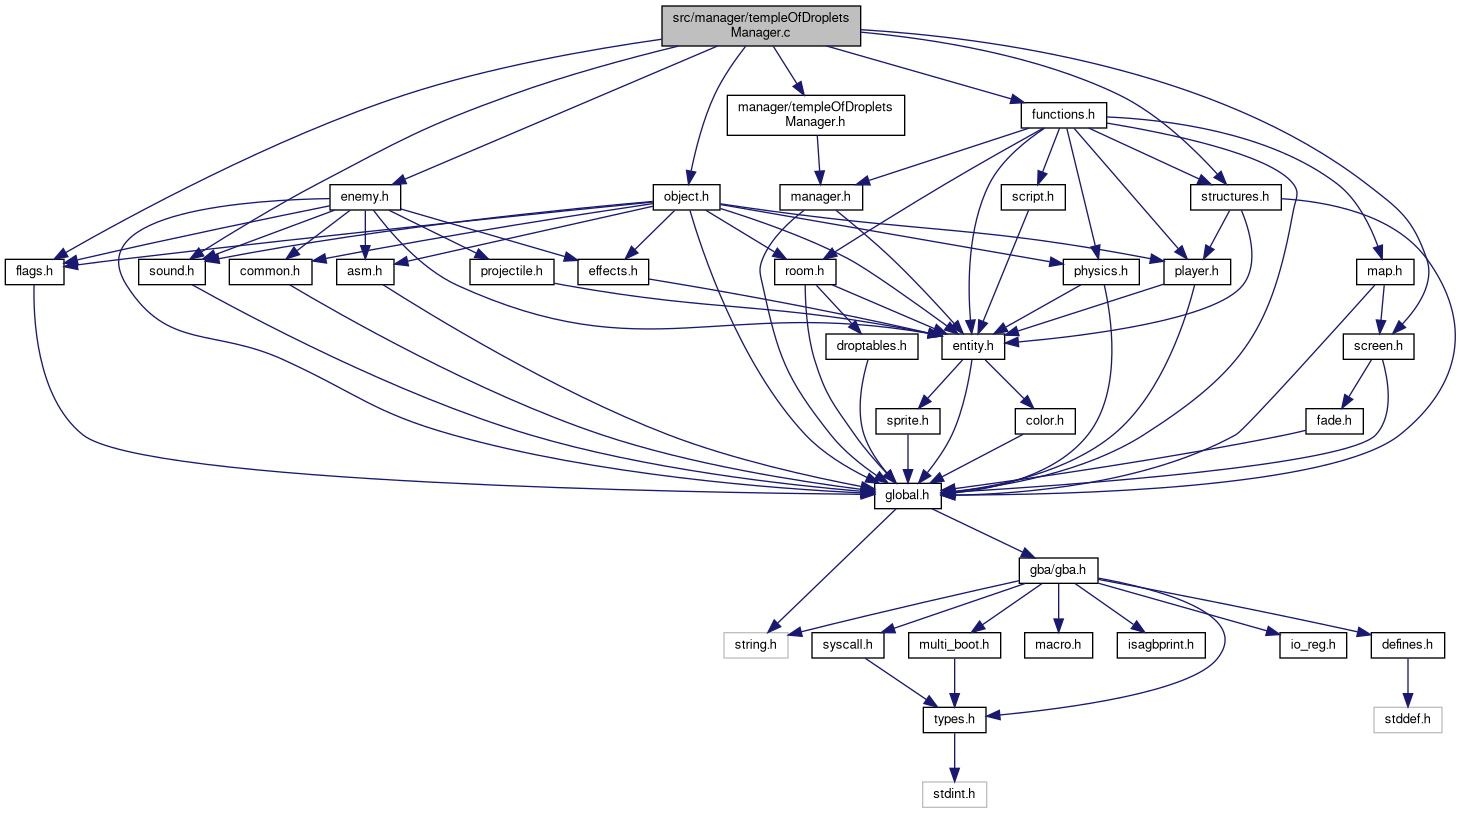 src/manager/templeOfDroplets
Manager.c
manager/templeOfDroplets
Manager.h
functions.h
enemy.h
object.h
manager.h
script.h
structures.h
flags.h
sound.h
common.h
asm.h
projectile.h
effects.h
room.h
physics.h
player.h
map.h
droptables.h
entity.h
screen.h
sprite.h
color.h
fade.h
global.h
gba/gba.h
string.h
syscall.h
multi_boot.h
macro.h
isagbprint.h
io_reg.h
defines.h
types.h
stddef.h
stdint.h